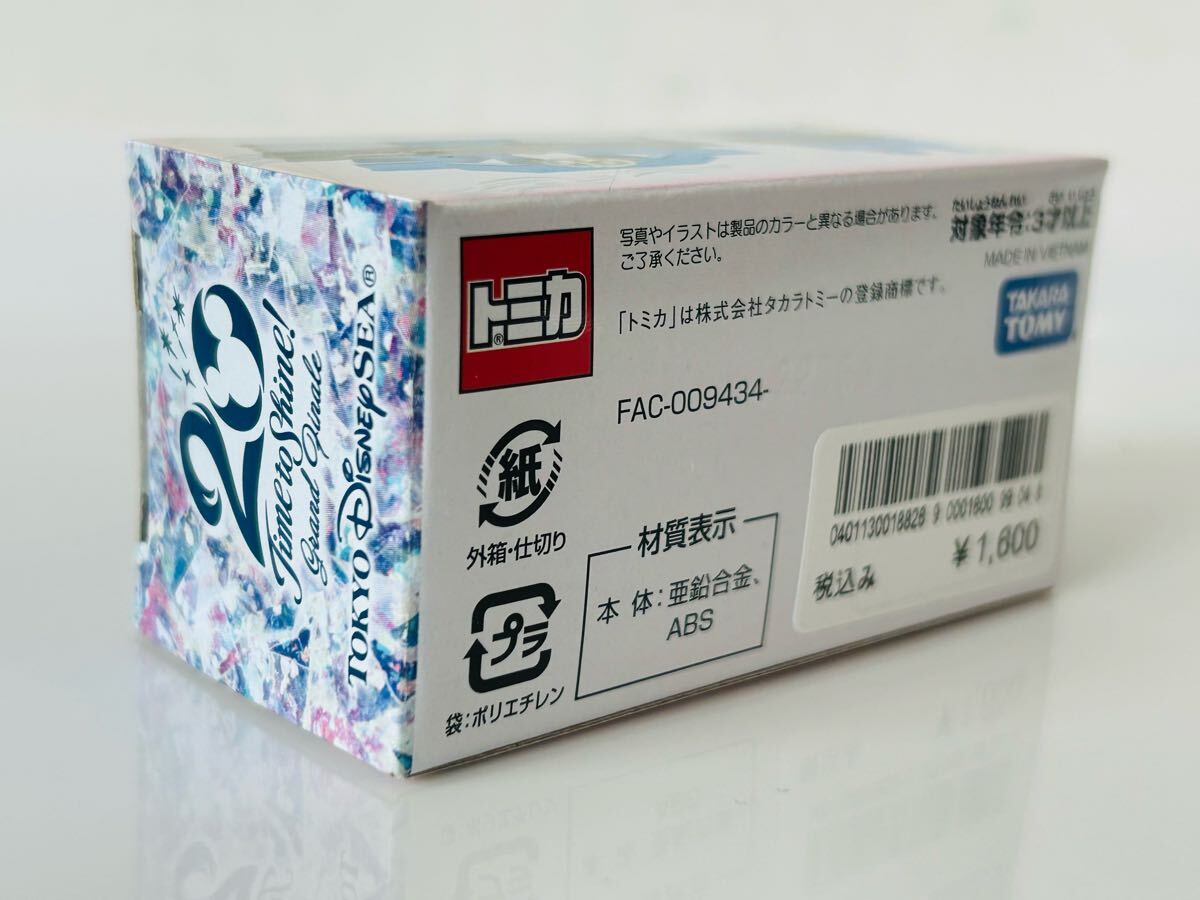 20
Time to Shine!
Grand Finale
TOKYO DISNEYSEA®
トミカ®
写真やイラストは製品のカラーと異なる場合があります。
ご了承ください。
「トミカ」は株式会社タカラトミーの登録商標です。
FAC-009434-
紙
外箱・仕切り
プラ
袋：ポリエチレン
材質表示
本 体：亜鉛合金、
ABS
たいしょうねんれい さい いじょう
対象年令：3才以上
MADE IN VIETNAM
TAKARA
TOMY
税込み
¥1,600